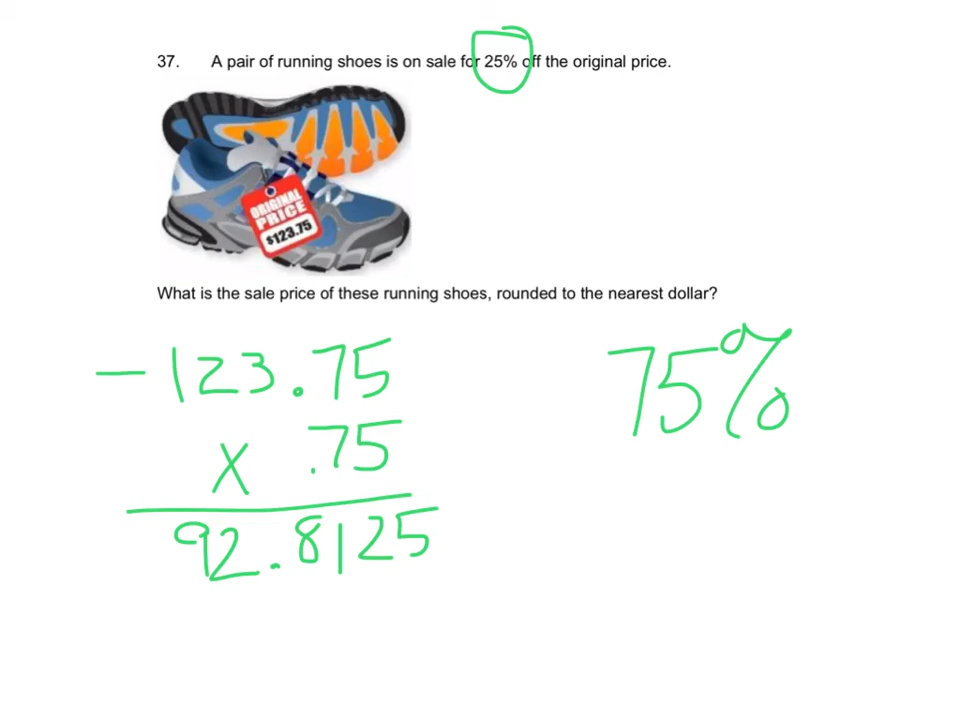 37. A pair of running shoes is on sale for 25% off the original price.
ORIGINAL
PRICE
$123.75
What is the sale price of these running shoes, rounded to the nearest dollar?
-123.75
x .75
92.8125
75%